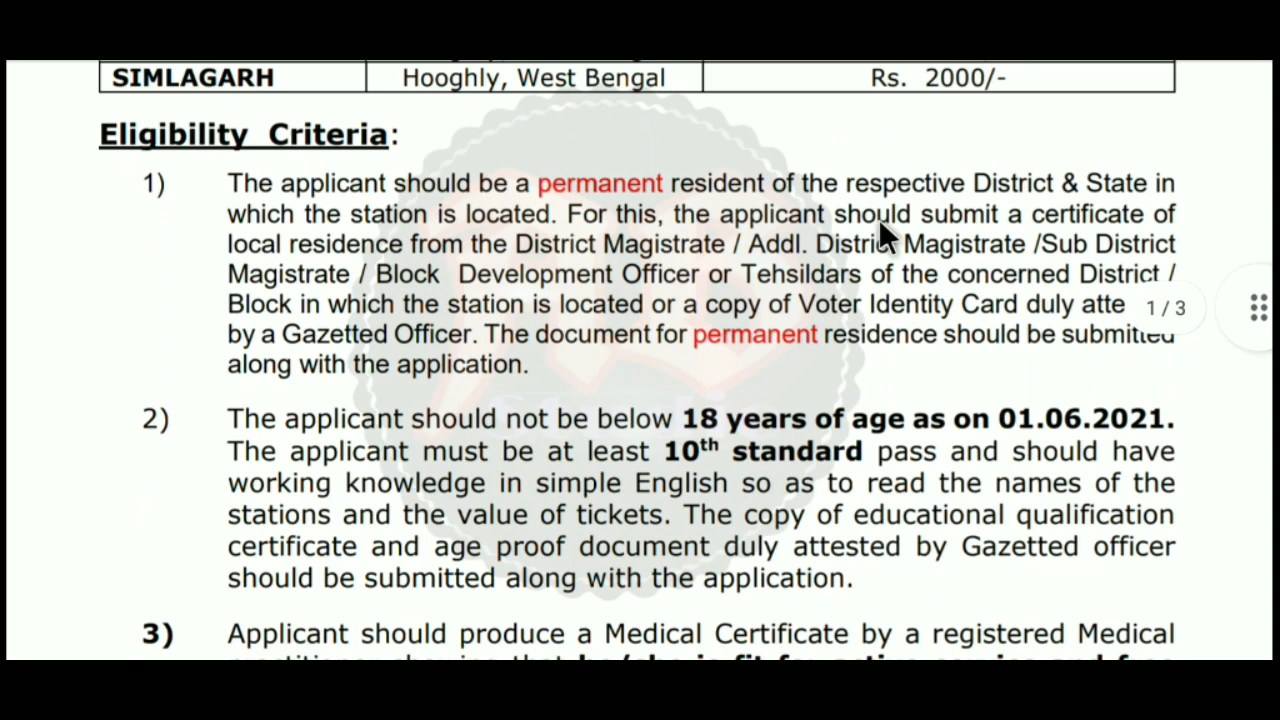 SIMLAGARH Hooghly, West Bengal Rs. 2000/-
Eligibility Criteria:
1) The applicant should be a permanent resident of the respective District & State in
which the station is located. For this, the applicant should submit a certificate of
local residence from the District Magistrate / Addl. District Magistrate /Sub District
Magistrate / Block Development Officer or Tehsildars of the concerned District /
Block in which the station is located or a copy of Voter Identity Card duly atte
1/3
by a Gazetted Officer. The document for permanent residence should be submitted
along with the application.
2) The applicant should not be below 18 years of age as on 01.06.2021.
The applicant must be at least 10th standard pass and should have
working knowledge in simple English so as to read the names of the
stations and the value of tickets. The copy of educational qualification
certificate and age proof document duly attested by Gazetted officer
should be submitted along with the application.
3) Applicant should produce a Medical Certificate by a registered Medical